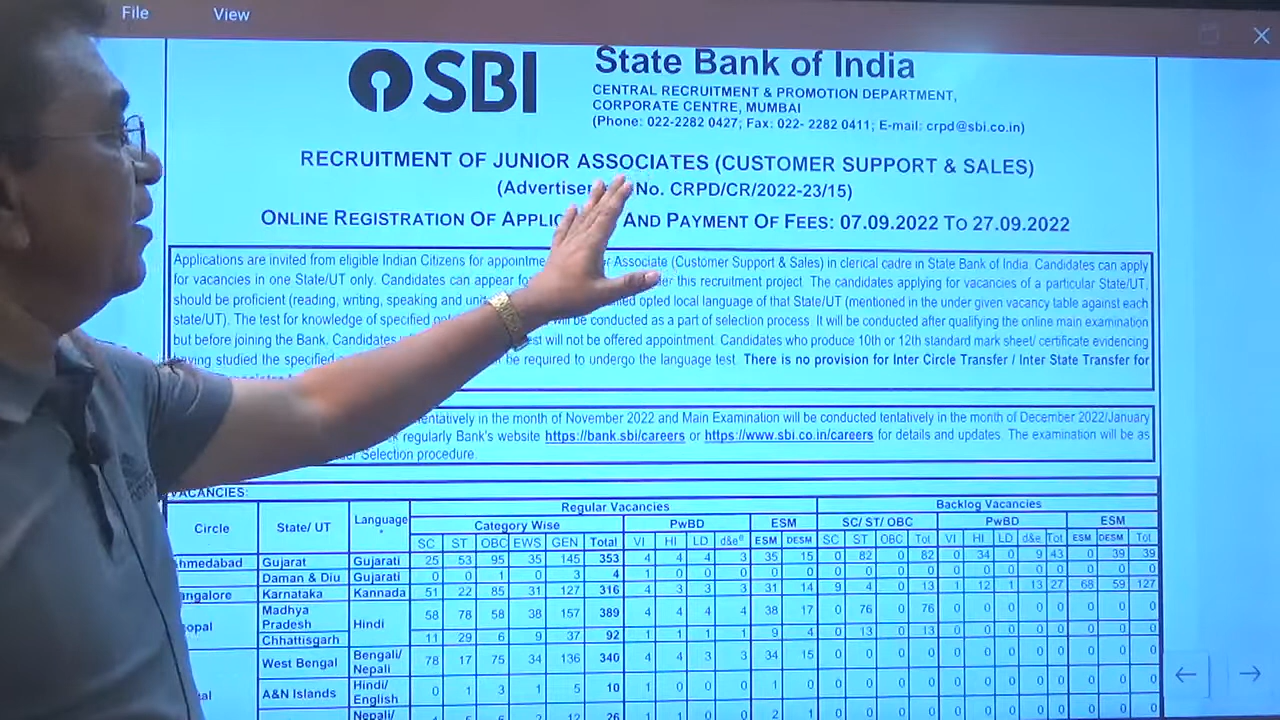 File View
SBI
State Bank of India
CENTRAL RECRUITMENT & PROMOTION DEPARTMENT,
CORPORATE CENTRE, MUMBAI
(Phone: 022-2282 0427; Fax: 022- 2282 0411; E-mail: crpd@sbi.co.in)
RECRUITMENT OF JUNIOR ASSOCIATES (CUSTOMER SUPPORT & SALES)
No. CRPD/CR/2022-23/15)
ONLINE REGISTRATION OF AND PAYMENT OF FEES: 07.09.2022 TO 27.09.2022
Applications are invited from eligible Indian Citizens for Associate (Customer Support & Sales) in clerical cadre in State Bank of India. Candidates can apply
for vacancies in one State/UT only. Candidates can appear this recruitment project. The candidates applying for vacancies of a particular State/UT,
should be proficient (reading, writing, speaking and opted local language of that State/UT (mentioned in the under given vacancy table against each
state/UT). The test for knowledge of specified be conducted as a part of selection process. It will be conducted after qualifying the online main examination
but before joining the Bank. Candidates will not be offered appointment. Candidates who produce 10th or 12th standard mark sheet/ certificate evidencing
studied the specified be required to undergo the language test. There is no provision for Inter Circle Transfer / Inter State Transfer for
in the month of November 2022 and Main Examination will be conducted tentatively in the month of December 2022/January
regularly Bank's website https://bank.sbi/careers or https://www.sbi.co.in/careers for details and updates. The examination will be as
Selection procedure.
VACANCIES:
Circle State/ UT Language * Regular Vacancies Backlog Vacancies
Category Wise PwBD ESM SC/ ST/ OBC PwBD ESM
SC ST OBC EWS GEN Total VI HI LD d&e# ESM DESM SC ST OBC Tot VI HI LD d&e Tot ESM DESM Tot
Gujarat Gujarati 25 53 95 35 145 353 4 4 4 3 35 15 0 82 0 82 0 34 0 9 43 0 39 39
Daman & Diu Gujarati 0 0 1 0 3 4 1 0 0 0 0 0 0 0 0 0 0 0 0 0 0 0 0 0
Karnataka Kannada 51 22 85 31 127 316 4 3 3 3 31 14 9 4 0 13 1 12 1 13 27 68 59 127
Madhya Pradesh Hindi 58 78 58 38 157 389 4 4 4 4 38 17 0 76 0 76 0 0 0 0 0 0 0 0
Chhattisgarh 11 29 6 9 37 92 1 1 1 1 9 4 0 13 0 13 0 0 0 0 0 0 0 0
West Bengal Bengali/ Nepali 78 17 75 34 136 340 4 4 3 3 34 15 0 0 0 0 0 0 0 0 0 0 0 0
A&N Islands Hindi/ English 0 1 3 1 5 10 1 0 0 0 1 0 0 0 0 0 0 0 0 0 0 0 0 0
Nepali/ 12 26 2 1